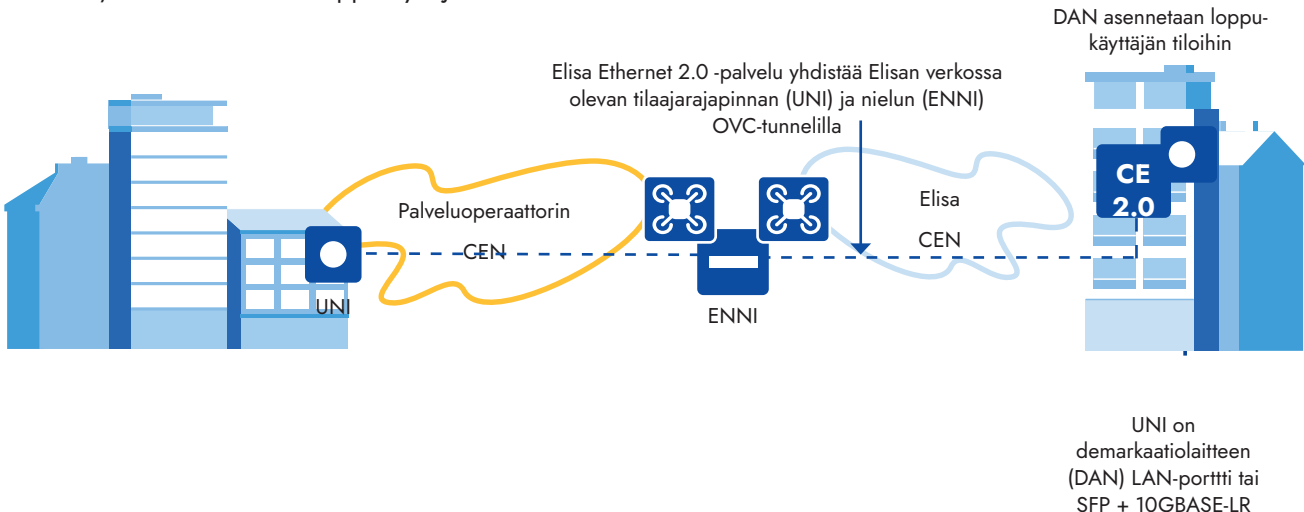 DAN asennetaan loppu-
käyttäjän tiloihin
Elisa Ethernet 2.0 -palvelu yhdistää Elisan verkossa
olevan tilaajarajapinnan (UNI) ja nielun (ENNI)
OVC-tunnelilla
Palveluoperaattorin
CEN
Elisa
CEN
CE
2.0
UNI
ENNI
UNI on
demarkaatiolaitteen
(DAN) LAN-porttti tai
SFP + 10GBASE-LR